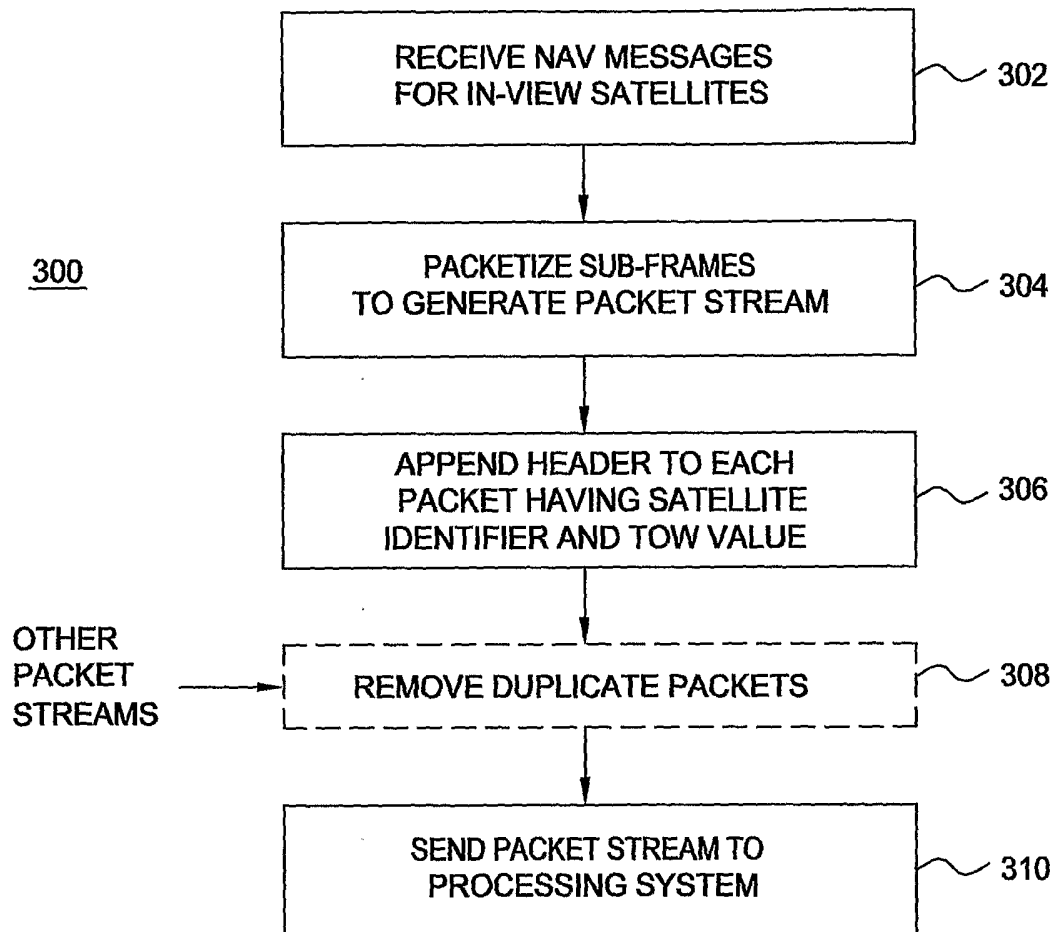 RECEIVE NAV MESSAGES
FOR IN-VIEW SATELLITES
302
300
PACKETIZE SUB-FRAMES
TO GENERATE PACKET STREAM
304
APPEND HEADER TO EACH
PACKET HAVING SATELLITE
IDENTIFIER AND TOW VALUE
306
OTHER
PACKET
STREAMS
REMOVE DUPLICATE PACKETS
308
SEND PACKET STREAM TO
PROCESSING SYSTEM
310